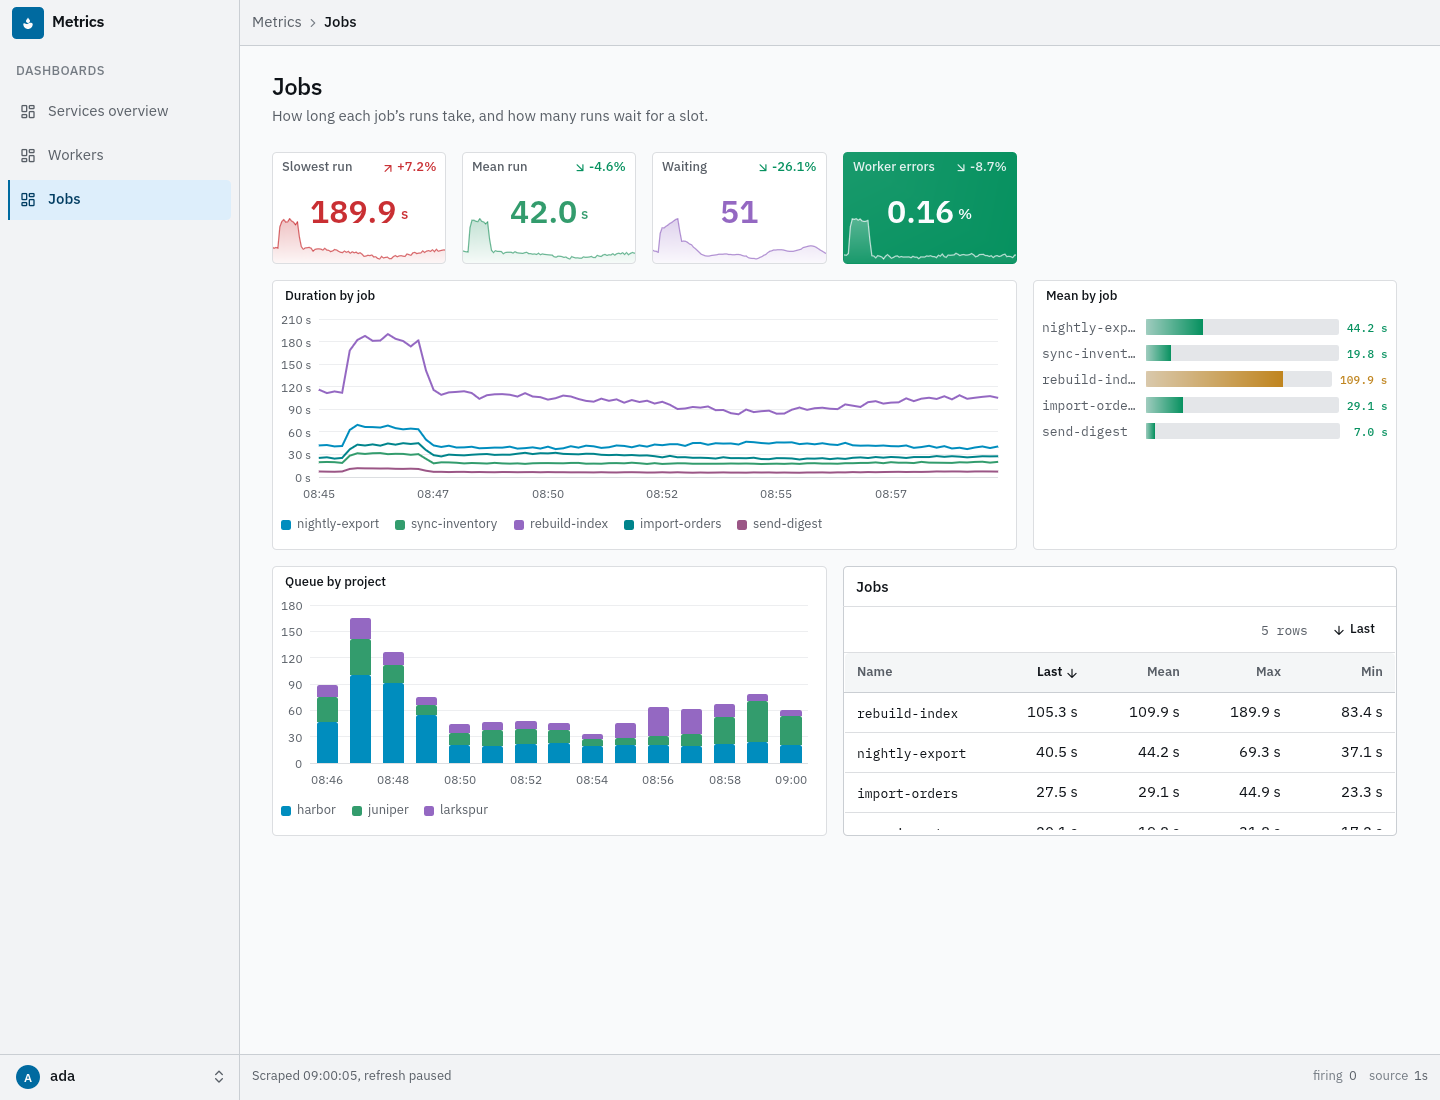 Metrics
DASHBOARDS
Services overview
Workers
Jobs
Metrics › Jobs
Jobs
How long each job’s runs take, and how many runs wait for a slot.
Slowest run +7.2%
189.9 s
Mean run -4.6%
42.0 s
Waiting -26.1%
51
Worker errors -8.7%
0.16 %
Duration by job
210 s
180 s
150 s
120 s
90 s
60 s
30 s
0 s
08:45 08:47 08:50 08:52 08:55 08:57
nightly-export sync-inventory rebuild-index import-orders send-digest
Mean by job
nightly-exp… 44.2 s
sync-invent… 19.8 s
rebuild-ind… 109.9 s
import-orde… 29.1 s
send-digest 7.0 s
Queue by project
180
150
120
90
60
30
0
08:46 08:48 08:50 08:52 08:54 08:56 08:58 09:00
harbor juniper larkspur
Jobs
5 rows Last
Name Last Mean Max Min
rebuild-index 105.3 s 109.9 s 189.9 s 83.4 s
nightly-export 40.5 s 44.2 s 69.3 s 37.1 s
import-orders 27.5 s 29.1 s 44.9 s 23.3 s
A ada
Scraped 09:00:05, refresh paused
firing 0 source 1s